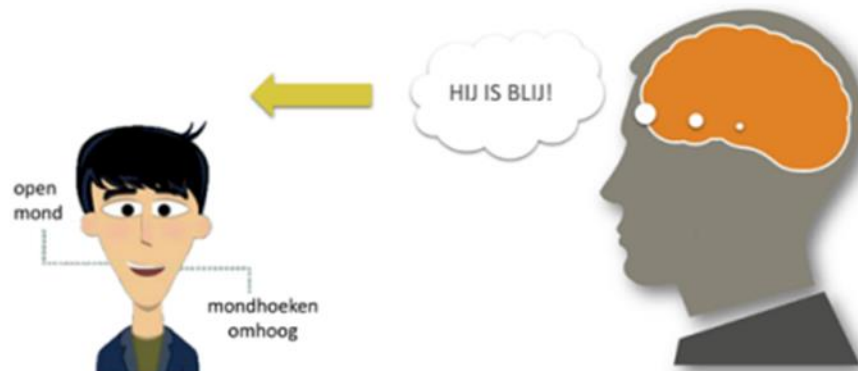 HIJ IS BLIJ!
open
mond
mondhoeken
omhoog